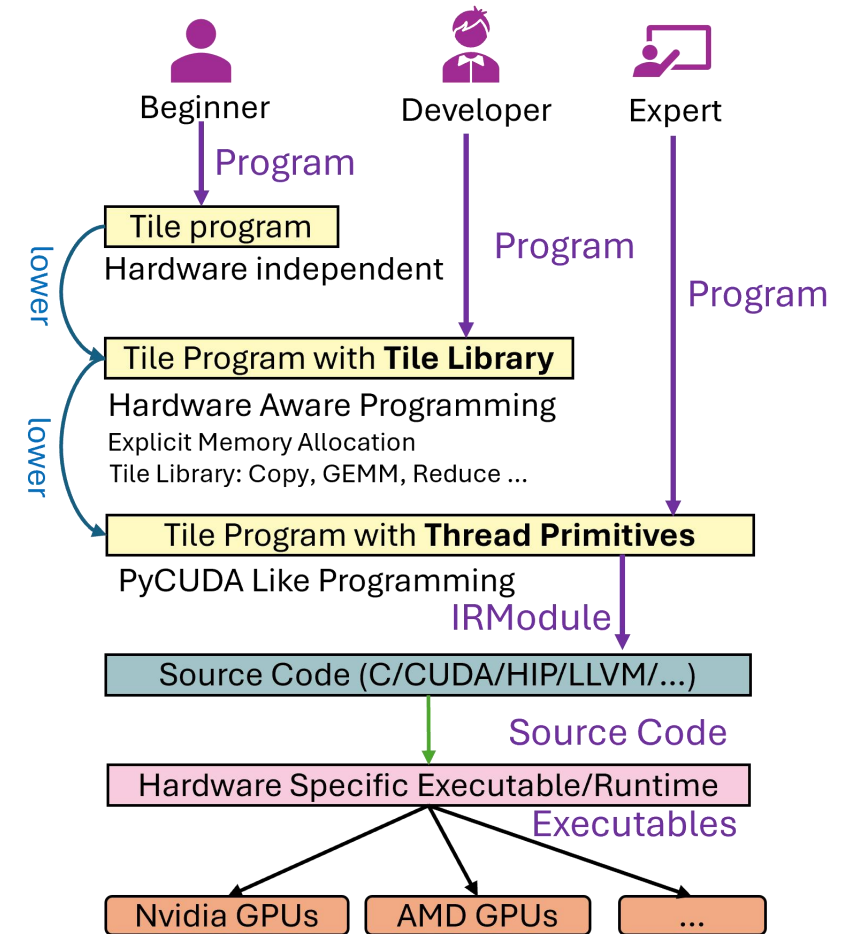 Beginner
Developer
Expert
Program
Tile program
Program
Hardware independent
lower
Program
Tile Program with Tile Library
Hardware Aware Programming
Explicit Memory Allocation
lower
Tile Library: Copy, GEMM, Reduce ...
Tile Program with Thread Primitives
PyCUDA Like Programming
IRModule
Source Code (C/CUDA/HIP/LLVM/...)
Source Code
Hardware Specific Executable/Runtime
Executables
Nvidia GPUs
AMD GPUs
...